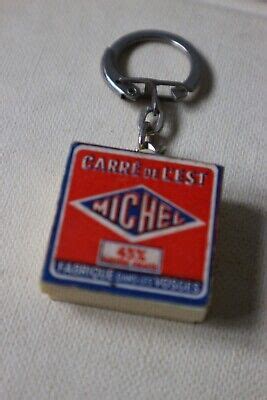 CARRÉ DE L'EST
MICHEL
45%
FABRIQUÉ DANS LES VOSGES